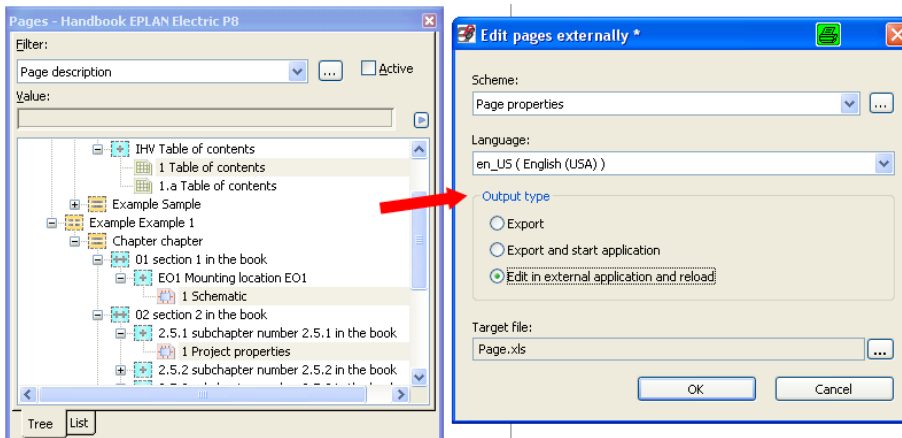 Pages - Handbook EPLAN Electric P8
Filter:
Page description
...
Active
Value:
IHV Table of contents
1 Table of contents
1.a Table of contents
Example Sample
Example Example 1
Chapter chapter
01 section 1 in the book
EO1 Mounting location EO1
1 Schematic
02 section 2 in the book
2.5.1 subchapter number 2.5.1 in the book
1 Project properties
2.5.2 subchapter number 2.5.2 in the book
Tree
List
Edit pages externally *
Scheme:
Page properties
...
Language:
en_US ( English (USA) )
Output type
Export
Export and start application
Edit in external application and reload
Target file:
Page.xls
...
OK
Cancel